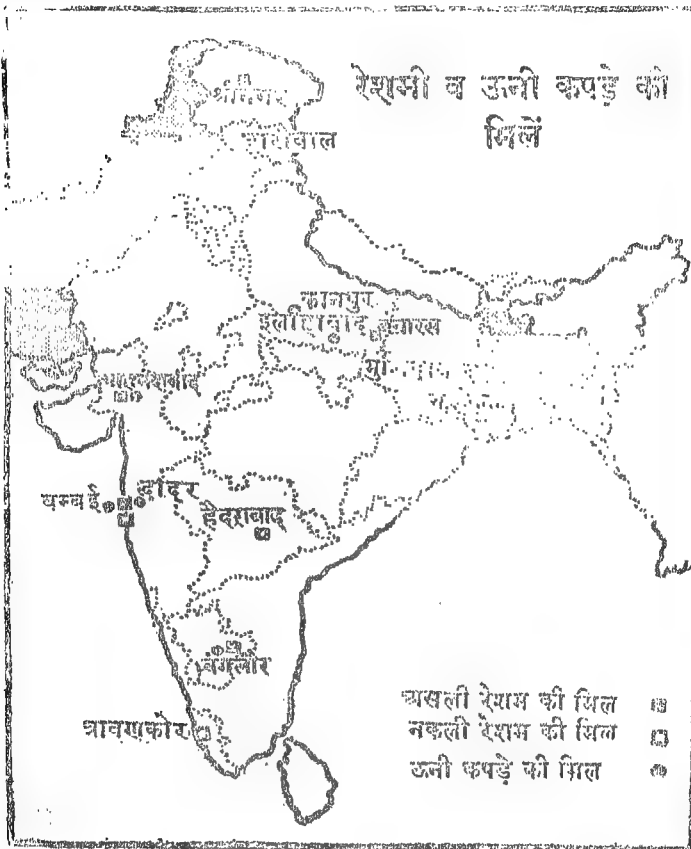 रेशमी व ऊनी कपड़े की
मिलें
श्रीनगर
कानपुर
इलाहाबाद
बनारस
बम्बई
दादर
हैदराबाद
बंगलोर
त्रावणकोर
असली रेशम की मिल
नकली रेशम की मिल
ऊनी कपड़े की मिल